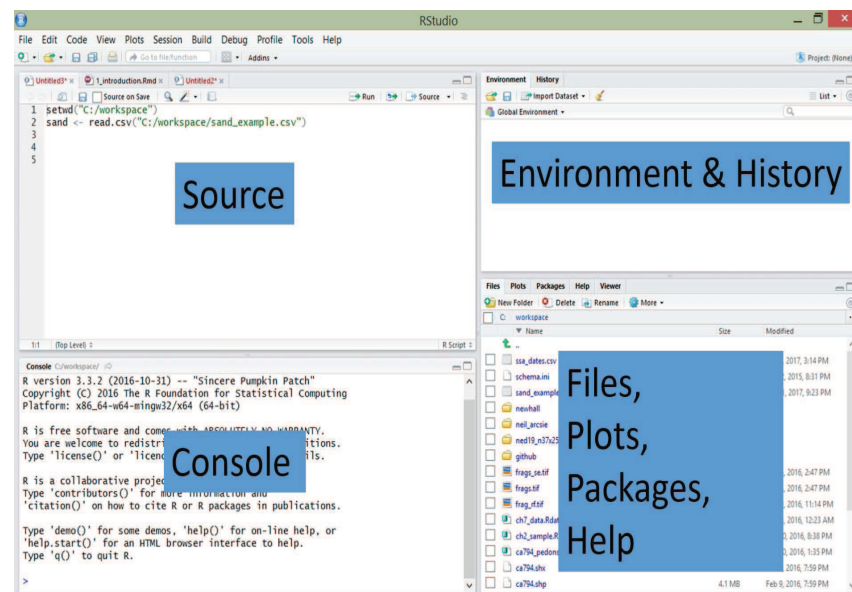 RStudio
File Edit Code View Plots Session Build Debug Profile Tools Help
Go to file/function Addins
Project: (None)
Untitled3* 1_introduction.Rmd Untitled2*
Source on Save Run Source
1 setwd("C:/workspace")
2 sand <- read.csv("C:/workspace/sand_example.csv")
3
4
5
Source
1:1 (Top Level) R Script
Console C:/workspace/
R version 3.3.2 (2016-10-31) -- "Sincere Pumpkin Patch"
Copyright (C) 2016 The R Foundation for Statistical Computing
Platform: x86_64-w64-mingw32/x64 (64-bit)
R is free software and comes with ABSOLUTELY NO WARRANTY.
You are welcome to redistri itions.
Type 'license()' or 'licenc ils.
Console
R is a collaborative projec
Type 'contributors()' for more information and
'citation()' on how to cite R or R packages in publications.
Type 'demo()' for some demos, 'help()' for on-line help, or
'help.start()' for an HTML browser interface to help.
Type 'q()' to quit R.
>
Environment History
Import Dataset List
Global Environment
Environment & History
Files Plots Packages Help Viewer
New Folder Delete Rename More
C: workspace
Name Size Modified
..
ssa_dates.csv 2017, 3:14 PM
schema.ini 2015, 8:31 PM
sand_example 2017, 9:23 PM
newhall
neil_arcsie
ned19_n37x25
github
frags_se.tif 2016, 2:47 PM
frags.tif 2016, 2:47 PM
frag_rf.tif 2016, 11:14 PM
ch7_data.Rdat 2016, 12:23 AM
ch2_sample.R 2016, 8:38 PM
ca794_pedons 2016, 1:35 PM
ca794.shx 2016, 7:59 PM
ca794.shp 4.1 MB Feb 9, 2016, 7:59 PM
Files,
Plots,
Packages,
Help